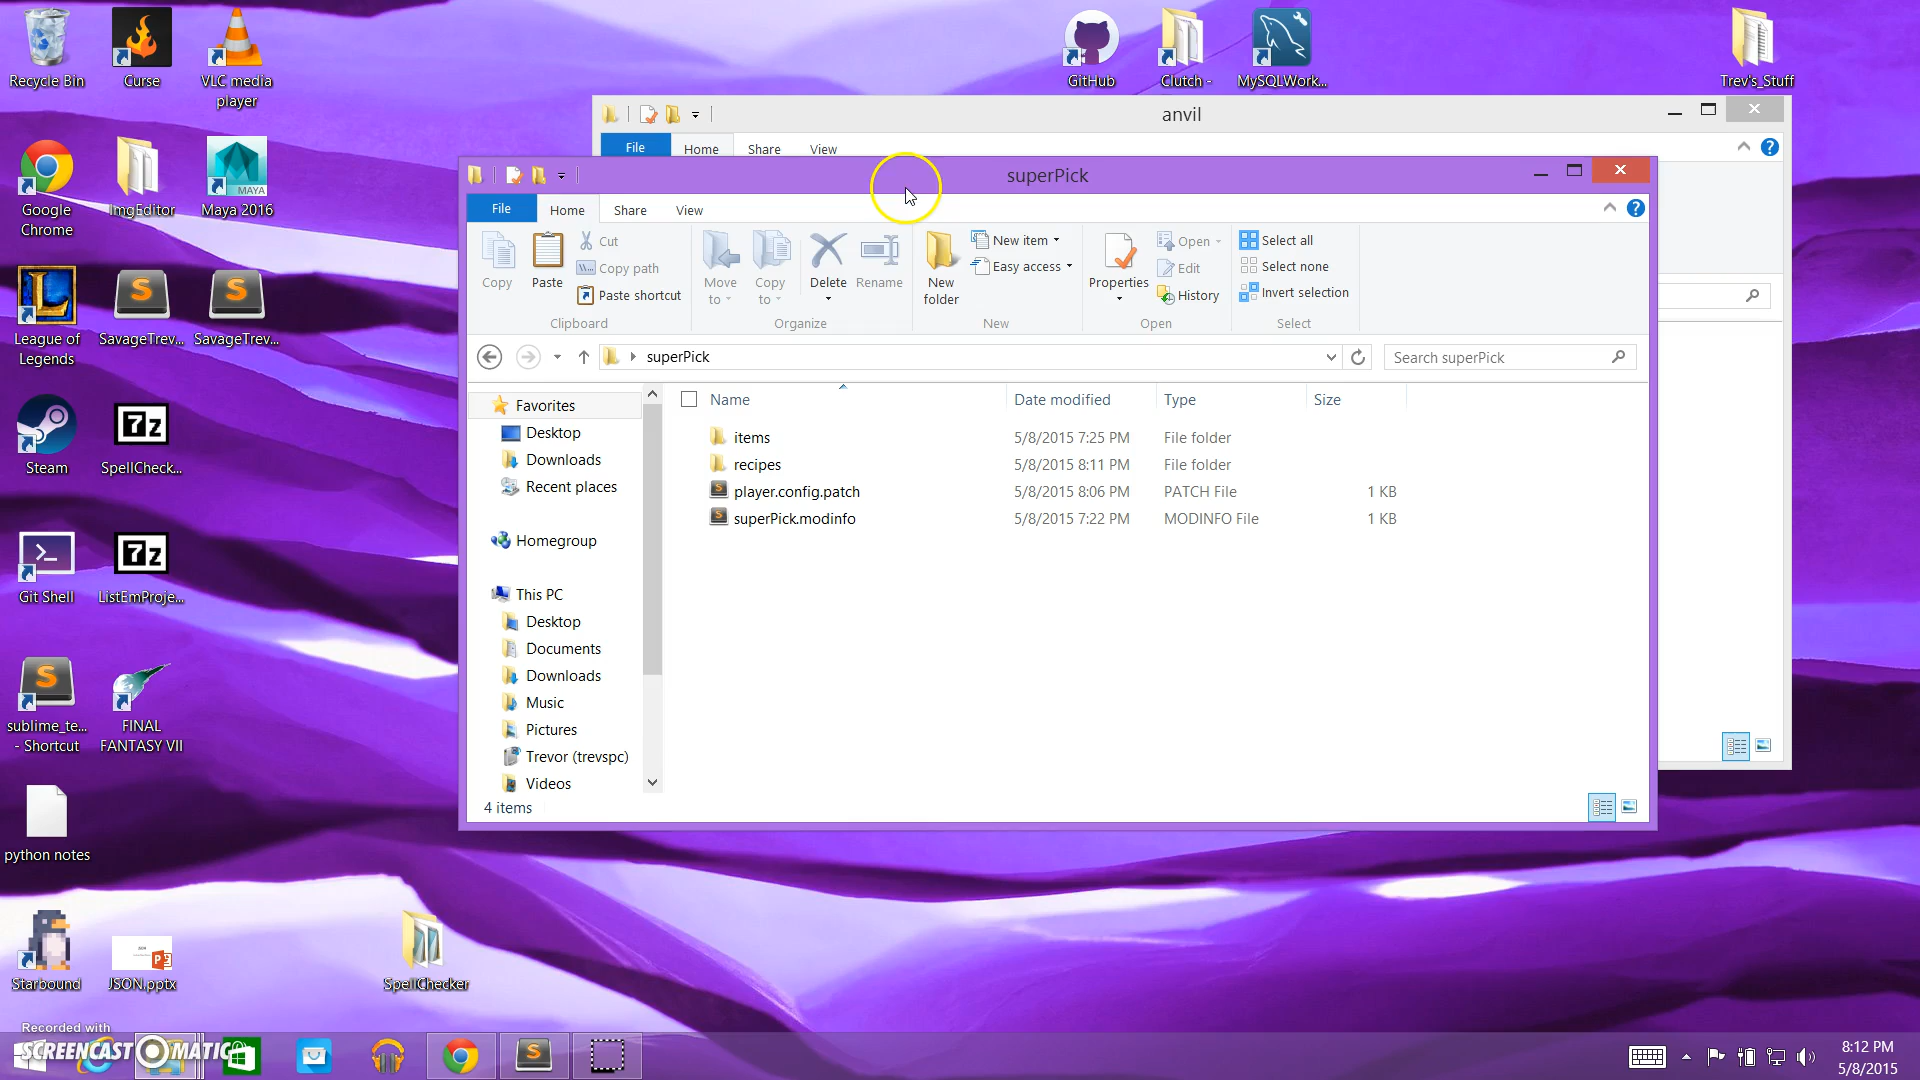 Recycle Bin
Curse
VLC media
player
GitHub
Clutch -
MySQLWork...
Trev's_Stuff
Google
Chrome
ImgEditor
MAYA
Maya 2016
League of
Legends
SavageTrev...
SavageTrev...
Steam
7z
SpellCheck...
Git Shell
7z
ListEmProje...
sublime_te...
- Shortcut
FINAL
FANTASY VII
python notes
Starbound
JSON.pptx
SpellChecker
anvil
File
Home
Share
View
superPick
File
Home
Share
View
Copy
Paste
Cut
Copy path
Paste shortcut
Clipboard
Move
to
Copy
to
Delete
Rename
Organize
New
folder
New item
Easy access
New
Properties
Open
Edit
History
Open
Select all
Select none
Invert selection
Select
superPick
Search superPick
Favorites
Desktop
Downloads
Recent places
Homegroup
This PC
Desktop
Documents
Downloads
Music
Pictures
Trevor (trevspc)
Videos
Name Date modified Type Size
items 5/8/2015 7:25 PM File folder
recipes 5/8/2015 8:11 PM File folder
player.config.patch 5/8/2015 8:06 PM PATCH File 1 KB
superPick.modinfo 5/8/2015 7:22 PM MODINFO File 1 KB
4 items
Recorded with
SCREENCAST O MATIC
8:12 PM
5/8/2015